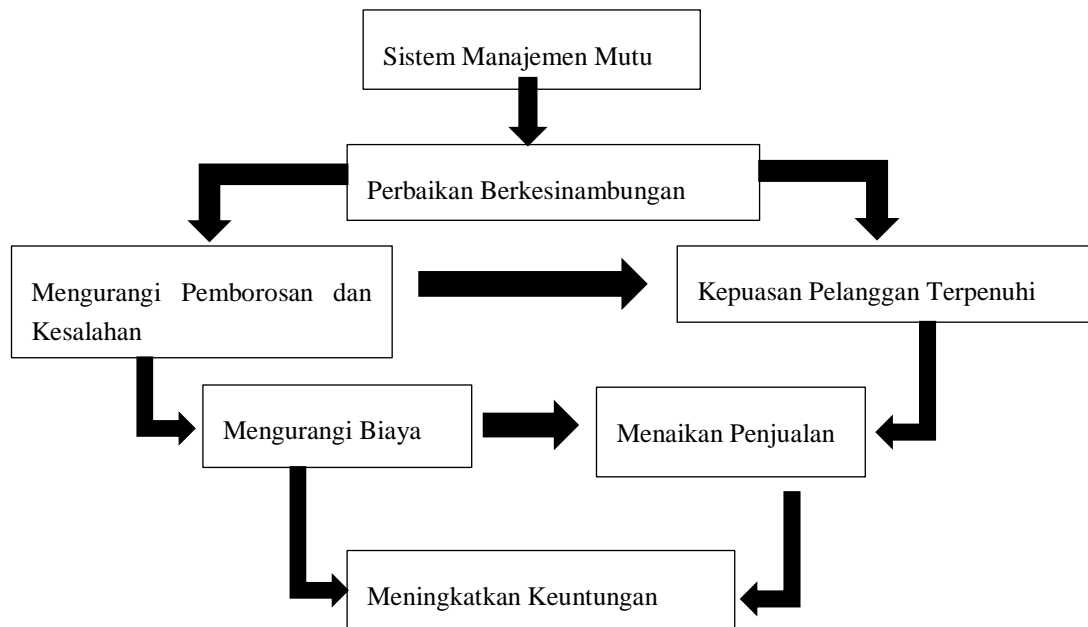 Sistem Manajemen Mutu
Perbaikan Berkesinambungan
Mengurangi Pemborosan dan
Kesalahan
Kepuasan Pelanggan Terpenuhi
Mengurangi Biaya
Menaikan Penjualan
Meningkatkan Keuntungan